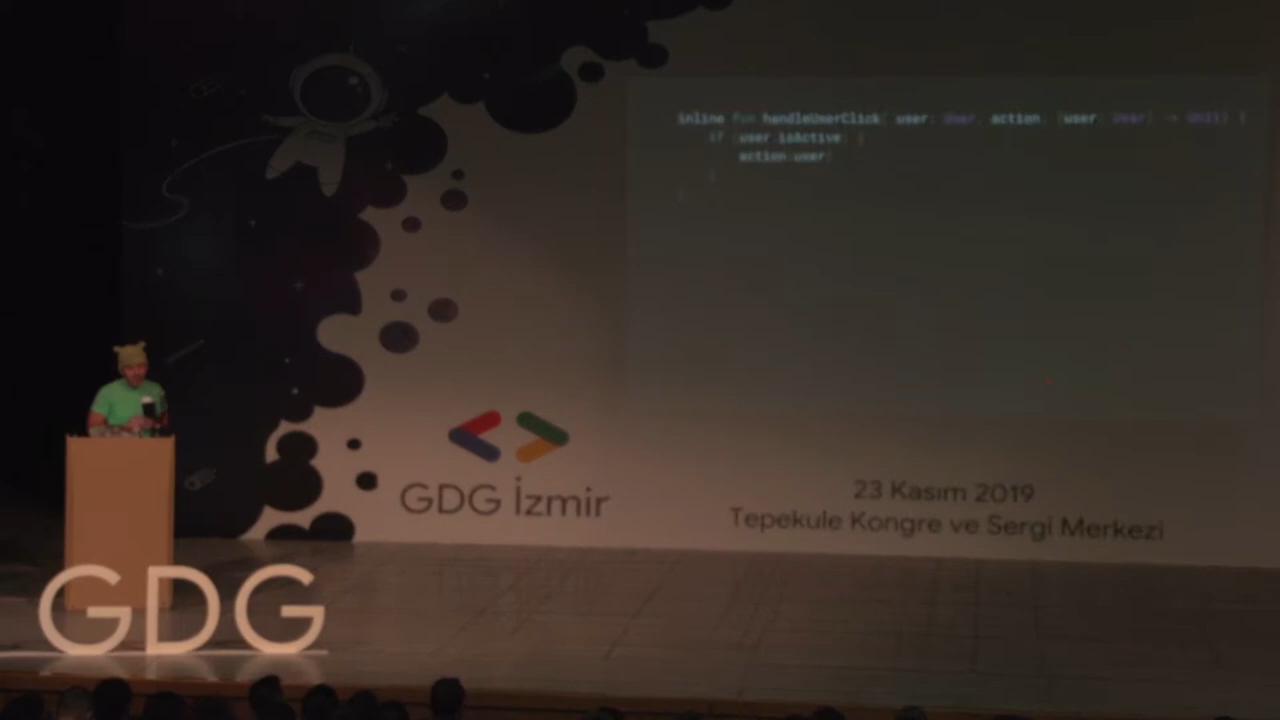 inline fun handleUserClick( user: User, action: (user: User) -> Unit) {
if (user.isActive) {
action(user)
}
}
GDG İzmir
23 Kasım 2019
Tepekule Kongre ve Sergi Merkezi
GDG